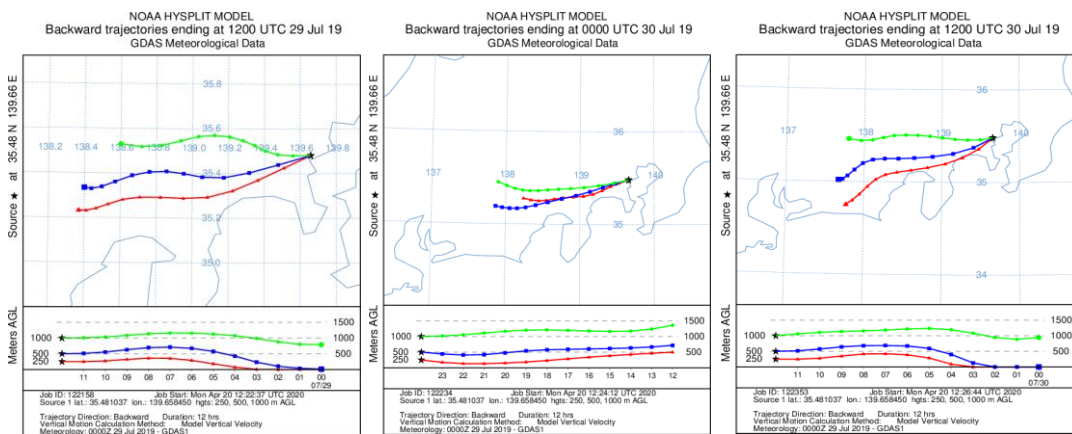 NOAA HYSPLIT MODEL
Backward trajectories ending at 1200 UTC 29 Jul 19
GDAS Meteorological Data
Source ★ at 35.48 N 139.66 E
35.8
35.6
138.2 138.4 138.6 138.8 139.0 139.2 139.4 139.6 139.8
35.4
35.2
35.0
Meters AGL
1500
1000 1000
500 500
250
11 10 09 08 07 06 05 04 03 02 01 00
07/29
Job ID: 122158 Job Start: Mon Apr 20 12:22:37 UTC 2020
Source 1 lat.: 35.481037 lon.: 139.658450 hgts: 250, 500, 1000 m AGL
Trajectory Direction: Backward Duration: 12 hrs
Vertical Motion Calculation Method: Model Vertical Velocity
Meteorology: 0000Z 29 Jul 2019 - GDAS1
NOAA HYSPLIT MODEL
Backward trajectories ending at 0000 UTC 30 Jul 19
GDAS Meteorological Data
Source ★ at 35.48 N 139.66 E
36
137 138 139 140
35
Meters AGL
1500
1000 1000
500 500
250
23 22 21 20 19 18 17 16 15 14 13 12
Job ID: 122234 Job Start: Mon Apr 20 12:24:12 UTC 2020
Source 1 lat.: 35.481037 lon.: 139.658450 hgts: 250, 500, 1000 m AGL
Trajectory Direction: Backward Duration: 12 hrs
Vertical Motion Calculation Method: Model Vertical Velocity
Meteorology: 0000Z 29 Jul 2019 - GDAS1
NOAA HYSPLIT MODEL
Backward trajectories ending at 1200 UTC 30 Jul 19
GDAS Meteorological Data
Source ★ at 35.48 N 139.66 E
36
137 138 139 140
35
34
Meters AGL
1500
1000 1000
500 500
250
11 10 09 08 07 06 05 04 03 02 01 00
07/30
Job ID: 122353 Job Start: Mon Apr 20 12:26:44 UTC 2020
Source 1 lat.: 35.481037 lon.: 139.658450 hgts: 250, 500, 1000 m AGL
Trajectory Direction: Backward Duration: 12 hrs
Vertical Motion Calculation Method: Model Vertical Velocity
Meteorology: 0000Z 30 Jul 2019 - GDAS1